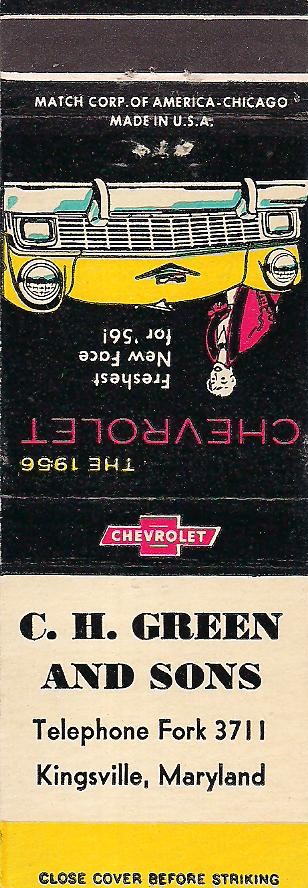 MATCH CORP. OF AMERICA-CHICAGO
MADE IN U.S.A.
THE 1956
CHEVROLET
Freshest
New Face
for '56!
CHEVROLET
C. H. GREEN
AND SONS
Telephone Fork 3711
Kingsville, Maryland
CLOSE COVER BEFORE STRIKING